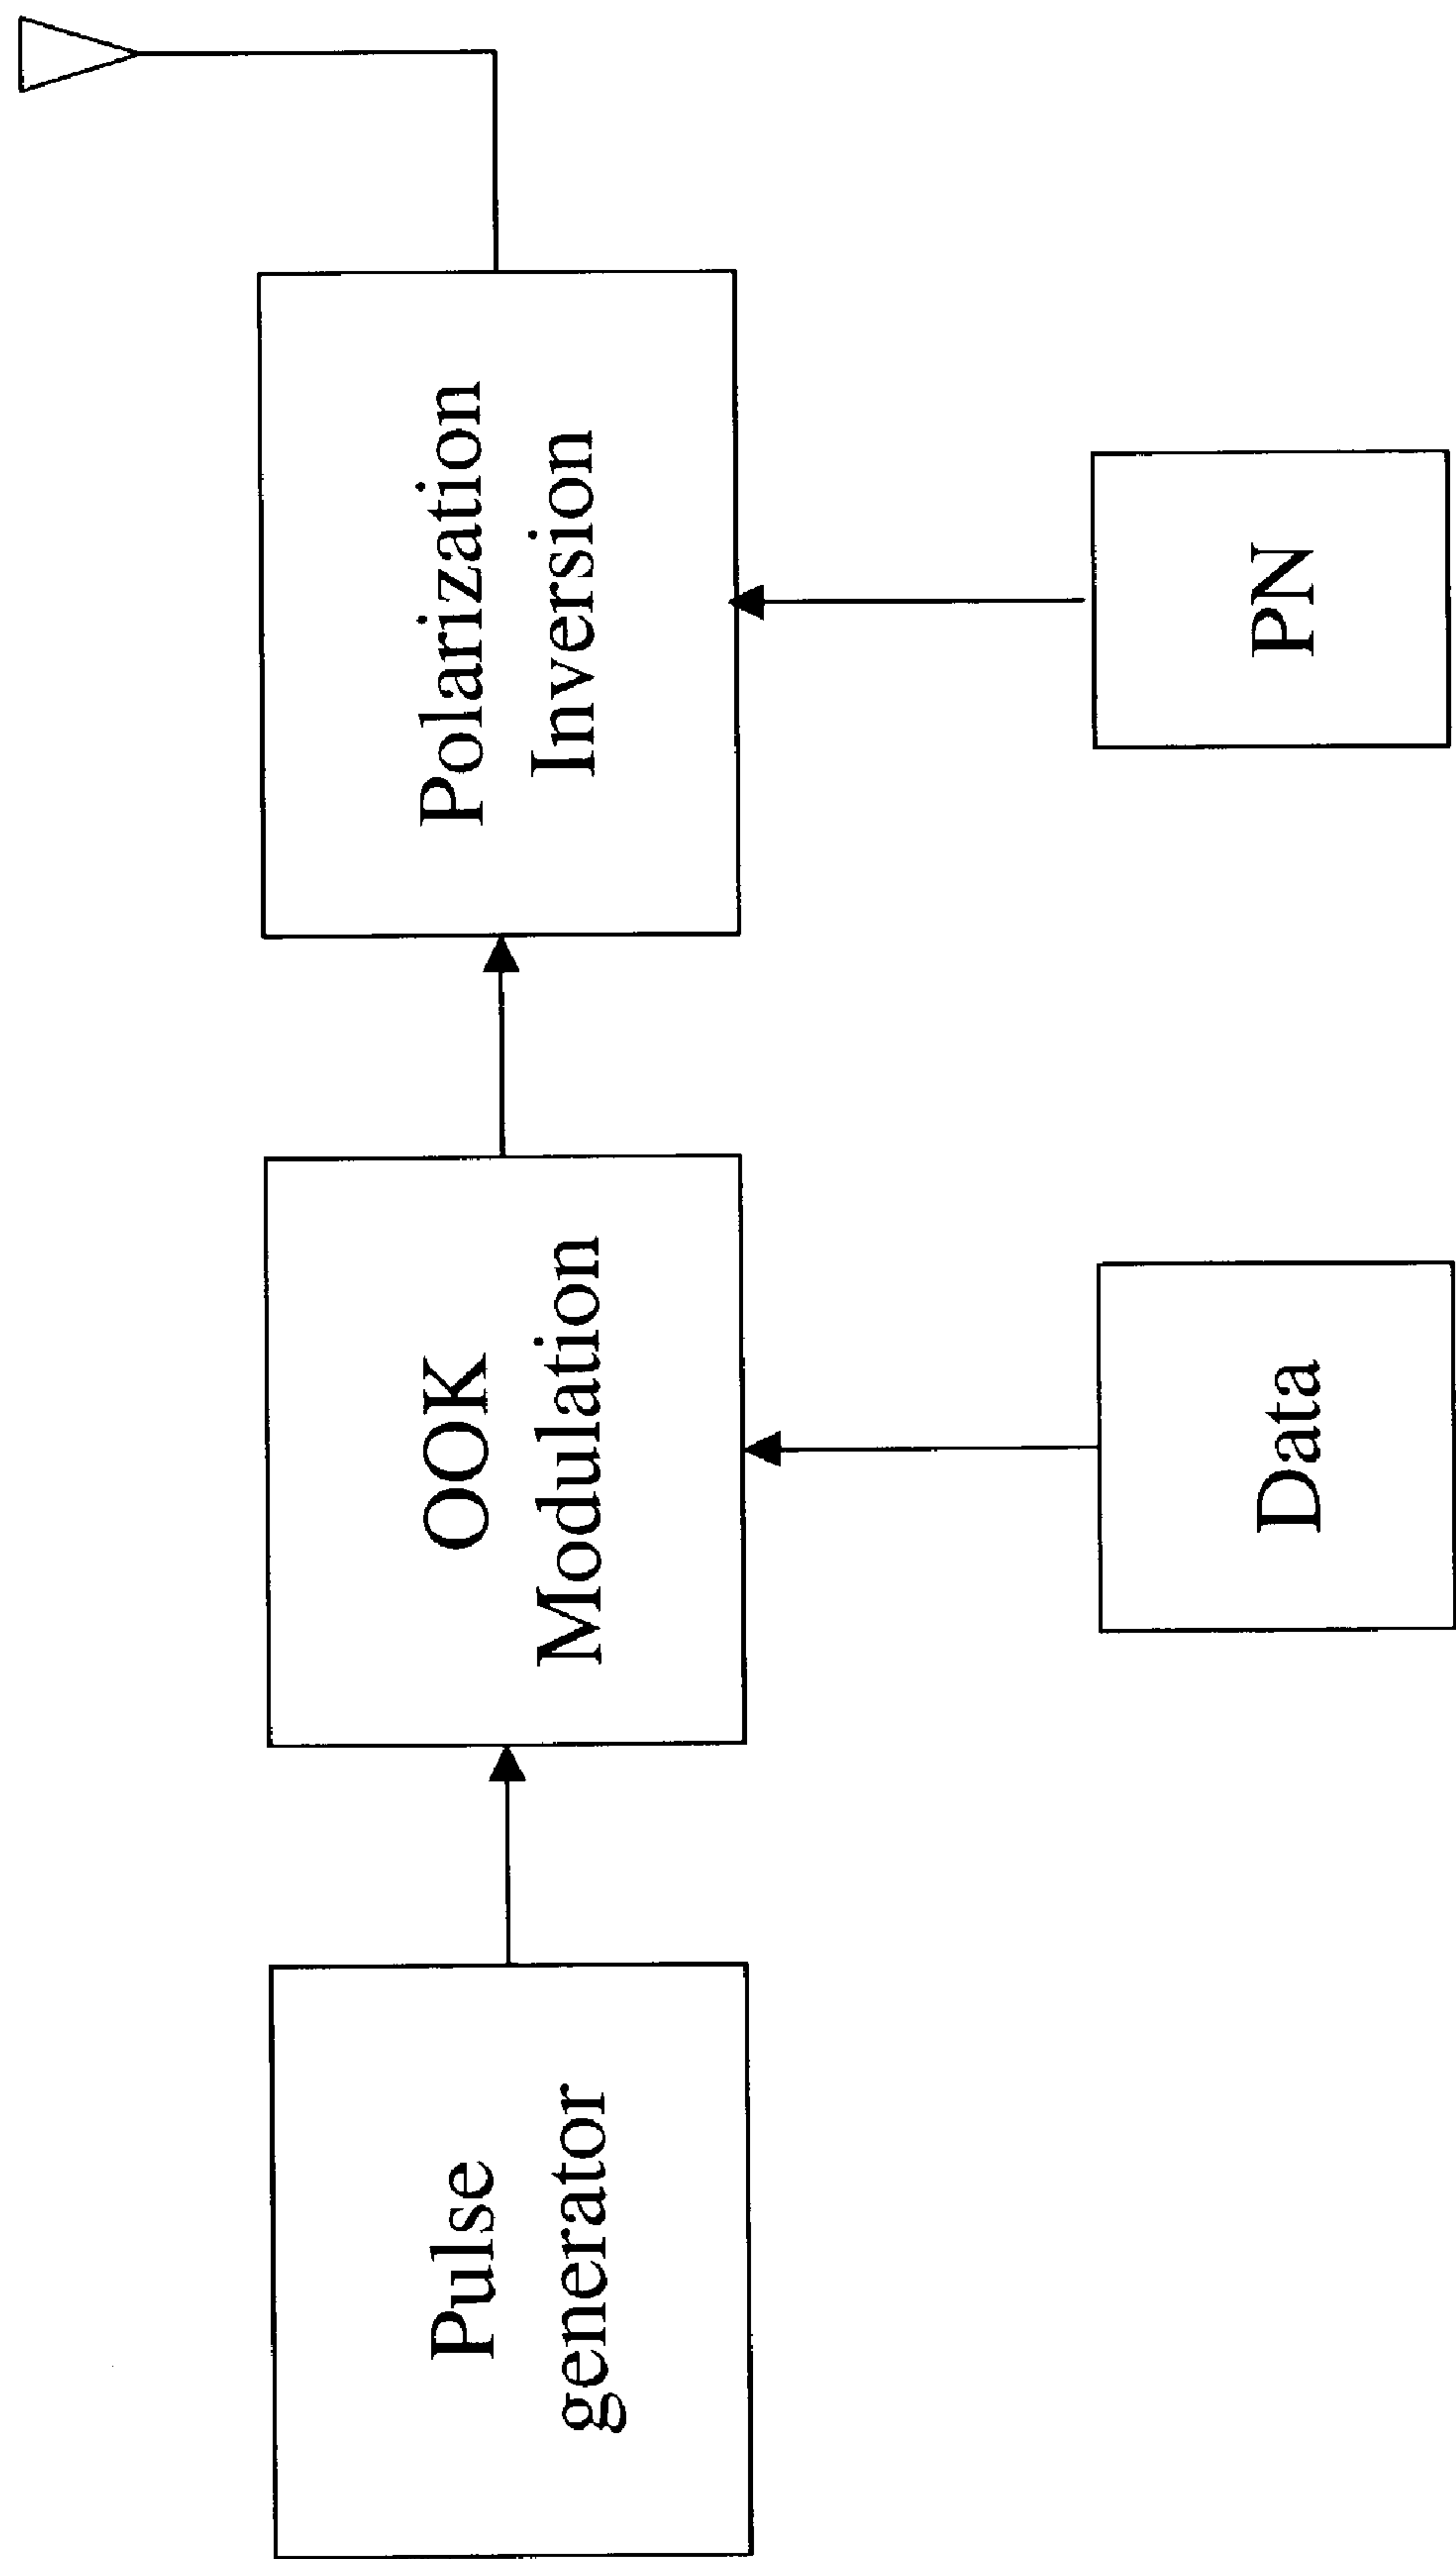 Pulse
generator
OOK
Modulation
Polarization
Inversion
Data
PN